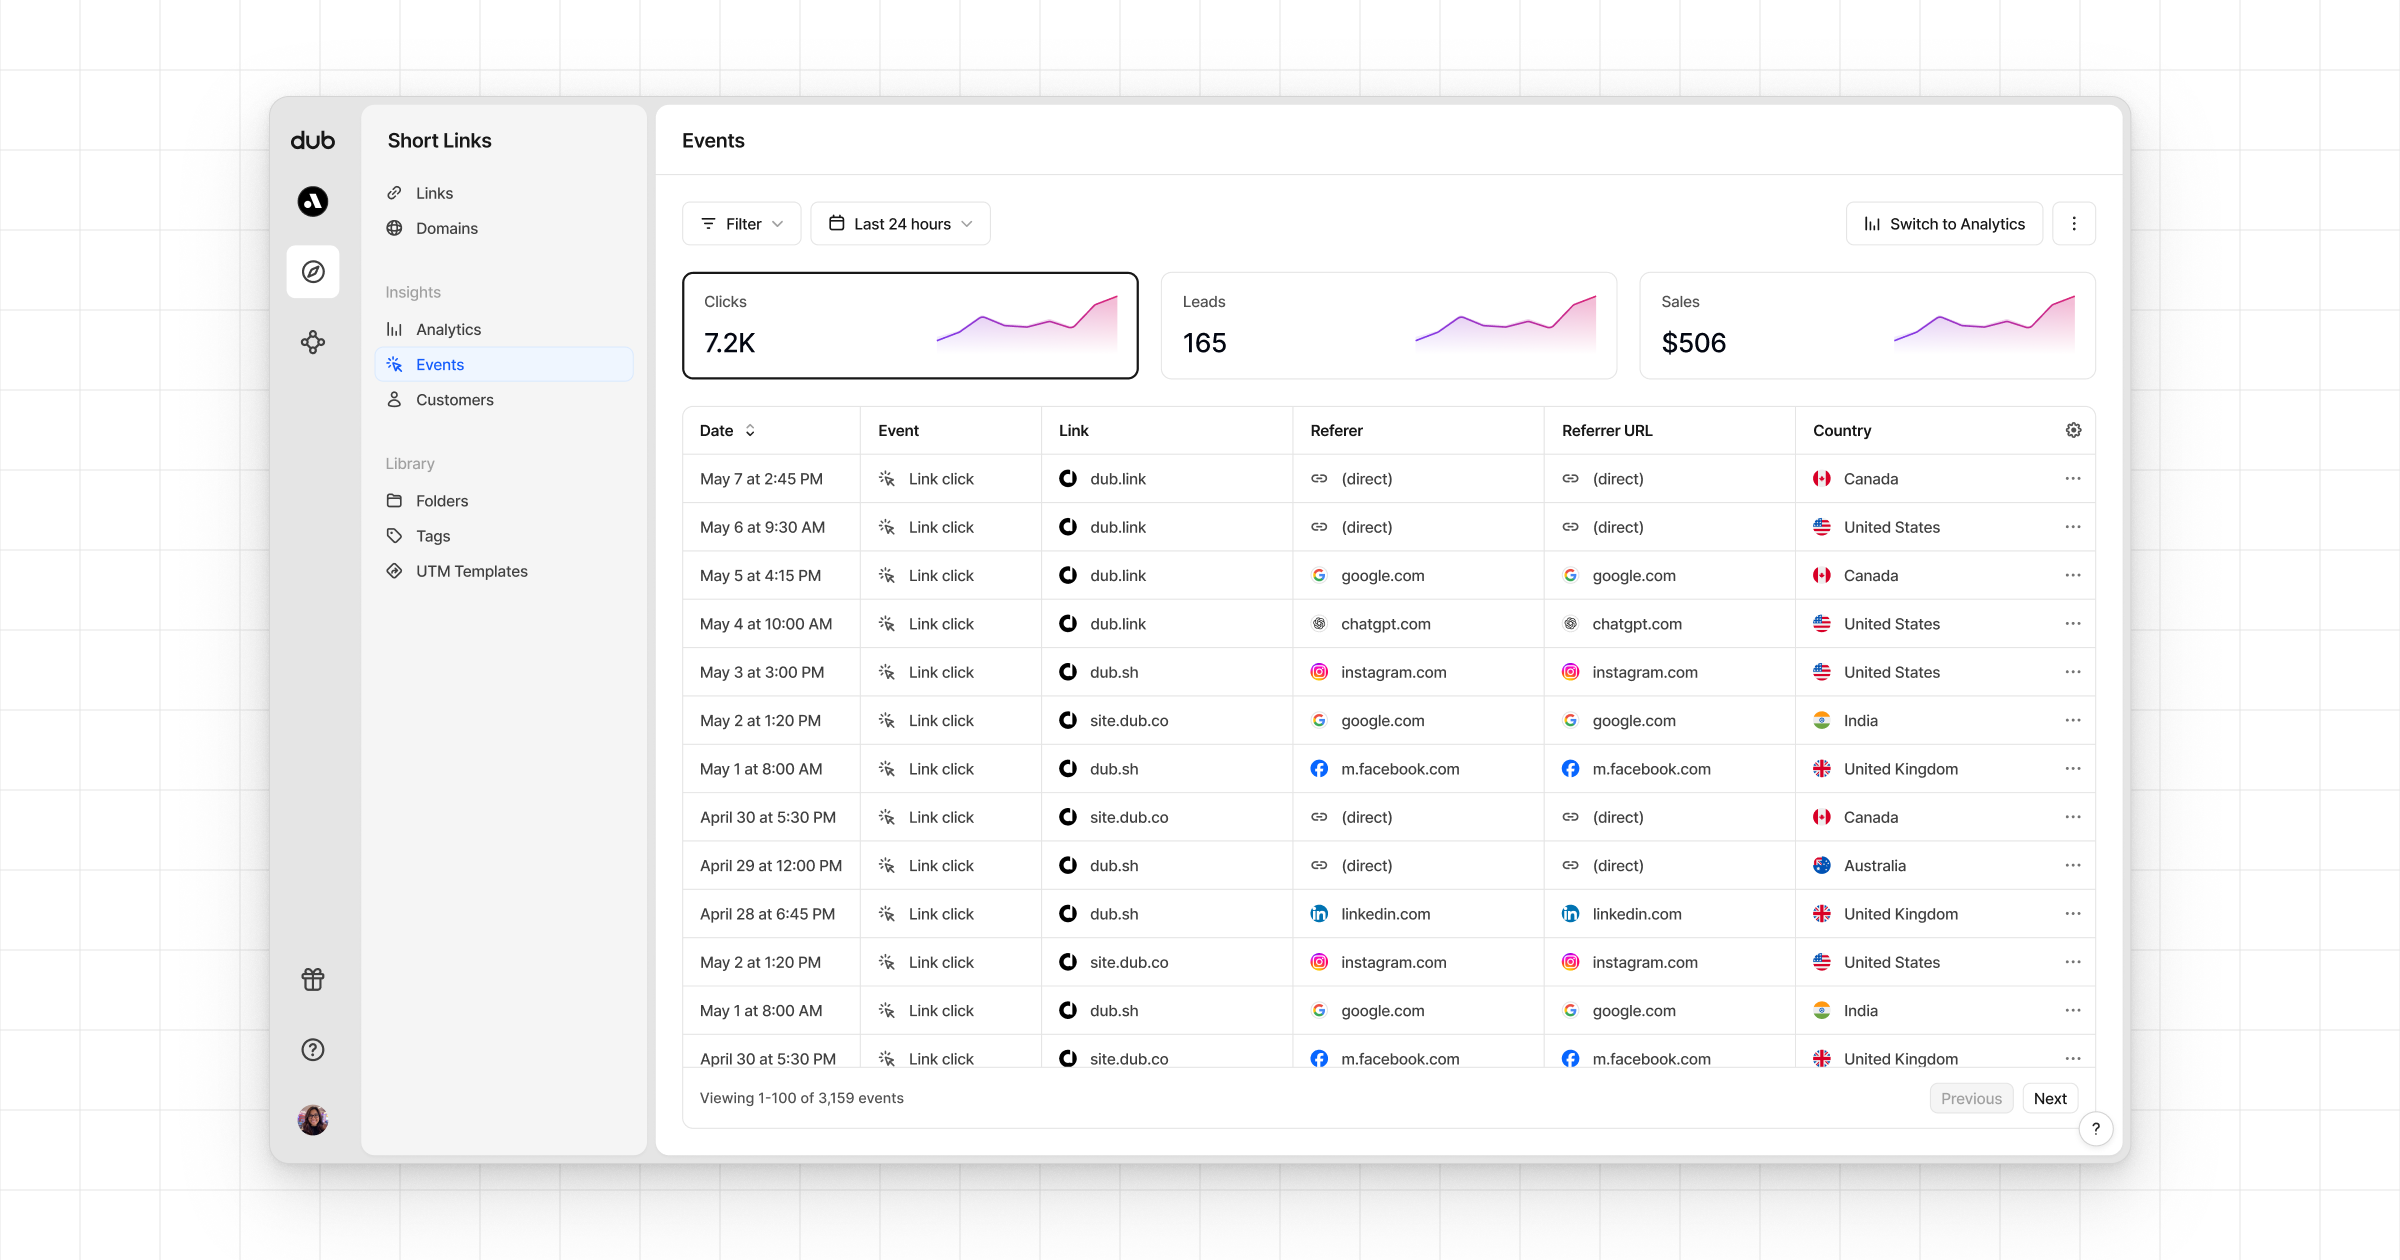 dub
Short Links
Links
Domains
Insights
Analytics
Events
Customers
Library
Folders
Tags
UTM Templates
Events
Filter
Last 24 hours
Switch to Analytics
Clicks
7.2K
Leads
165
Sales
$506
Date Event Link Referer Referrer URL Country
May 7 at 2:45 PM Link click dub.link (direct) (direct) Canada
May 6 at 9:30 AM Link click dub.link (direct) (direct) United States
May 5 at 4:15 PM Link click dub.link google.com google.com Canada
May 4 at 10:00 AM Link click dub.link chatgpt.com chatgpt.com United States
May 3 at 3:00 PM Link click dub.sh instagram.com instagram.com United States
May 2 at 1:20 PM Link click site.dub.co google.com google.com India
May 1 at 8:00 AM Link click dub.sh m.facebook.com m.facebook.com United Kingdom
April 30 at 5:30 PM Link click site.dub.co (direct) (direct) Canada
April 29 at 12:00 PM Link click dub.sh (direct) (direct) Australia
April 28 at 6:45 PM Link click dub.sh linkedin.com linkedin.com United Kingdom
May 2 at 1:20 PM Link click site.dub.co instagram.com instagram.com United States
May 1 at 8:00 AM Link click dub.sh google.com google.com India
April 30 at 5:30 PM Link click site.dub.co m.facebook.com m.facebook.com United Kingdom
Viewing 1-100 of 3,159 events
Previous
Next
?